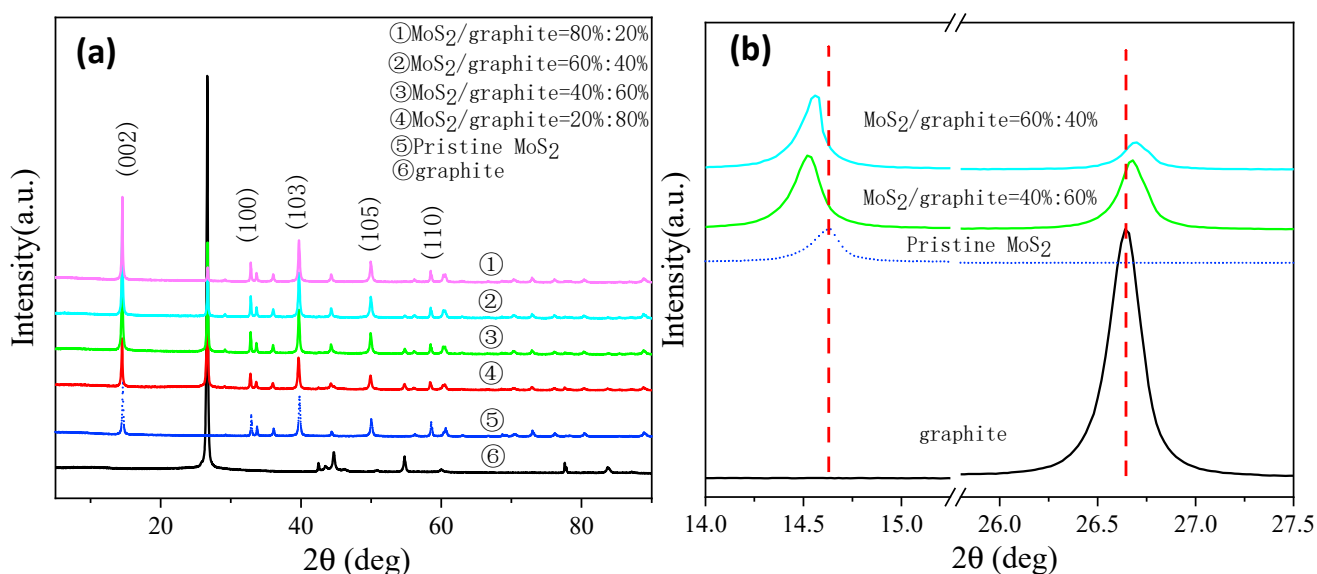 (a)
①MoS2/graphite=80%:20%
②MoS2/graphite=60%:40%
③MoS2/graphite=40%:60%
④MoS2/graphite=20%:80%
⑤Pristine MoS2
⑥graphite
(002)
(100)
(103)
(105)
(110)
①
②
③
④
⑤
⑥
Intensity(a.u.)
20
40
60
80
2θ (deg)
(b)
MoS2/graphite=60%:40%
MoS2/graphite=40%:60%
Pristine MoS2
graphite
Intensity(a.u.)
14.0
14.5
15.0
26.0
26.5
27.0
27.5
2θ (deg)